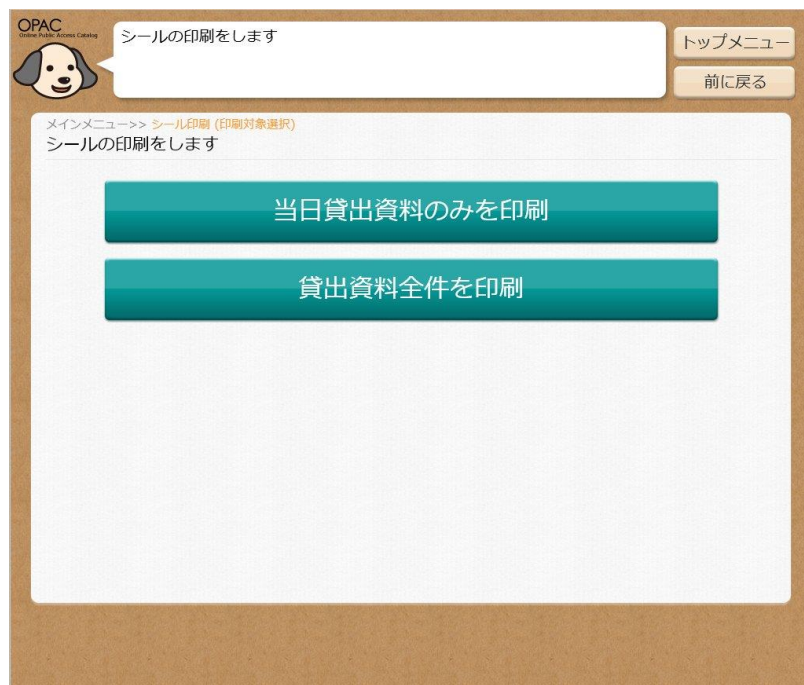 OPAC
Online Public Access Catalog
シールの印刷をします
トップメニュー
前に戻る
メインメニュー>> シール印刷 (印刷対象選択)
シールの印刷をします
当日貸出資料のみを印刷
貸出資料全件を印刷